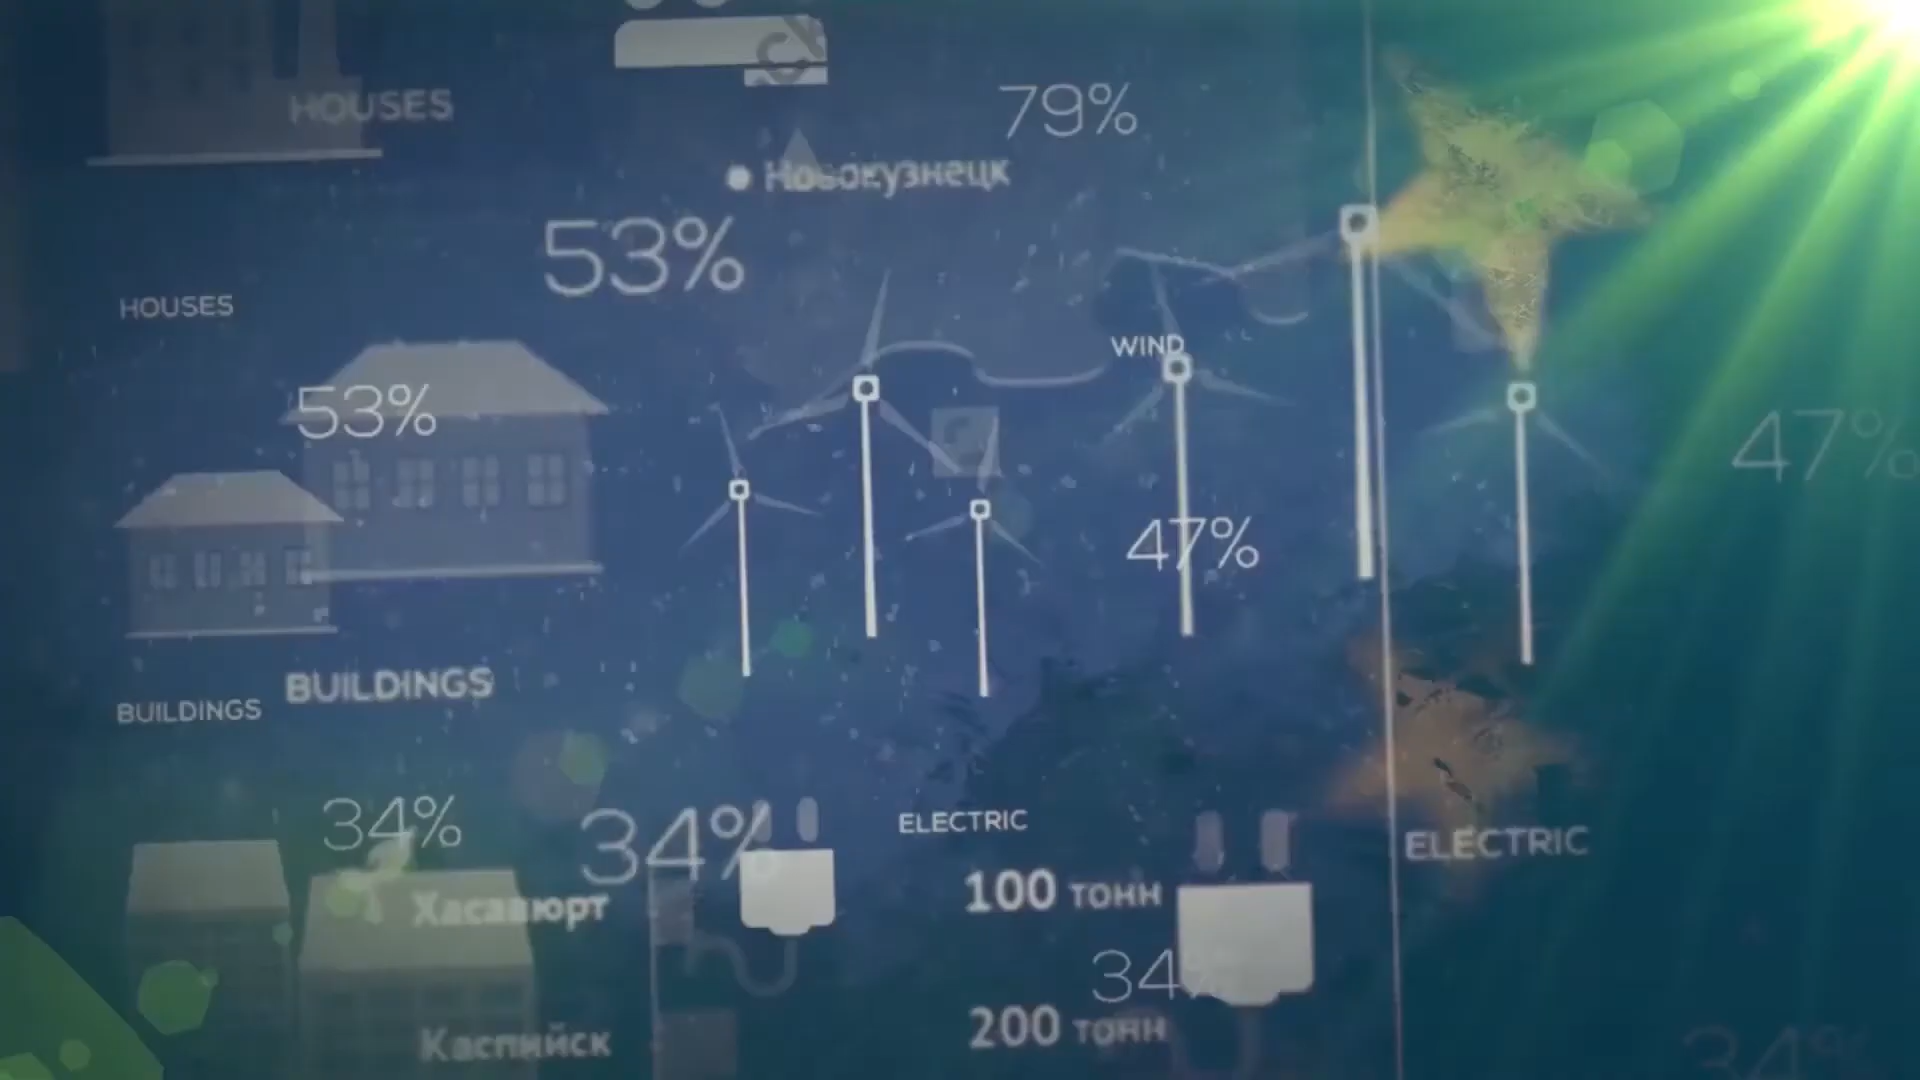 HOUSES
79%
Новокузнецк
53%
HOUSES
WIND
53%
47%
47%
BUILDINGS
BUILDINGS
34%
34%
ELECTRIC
ELECTRIC
100 тонн
Хасавюрт
34%
200 тонн
Каспийск
34%